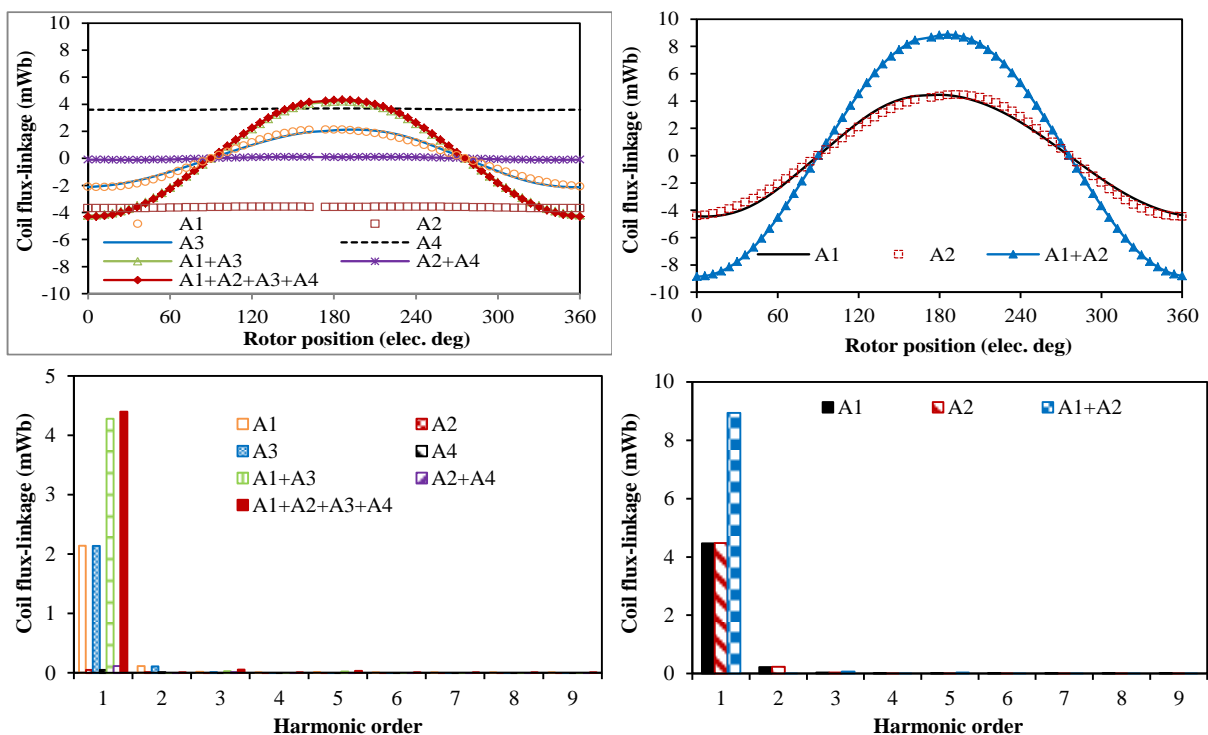 10
8
6
4
2
0
-2
-4
-6
-8
-10
Coil flux-linkage (mWb)
A1 A2
A3 A4
A1+A3 A2+A4
A1+A2+A3+A4
0 60 120 180 240 300 360
Rotor position (elec. deg)
10
8
6
4
2
0
-2
-4
-6
-8
-10
Coil flux-linkage (mWb)
A1 A2 A1+A2
0 60 120 180 240 300 360
Rotor position (elec. deg)
5
4
3
2
1
0
Coil flux-linkage (mWb)
A1 A2
A3 A4
A1+A3 A2+A4
A1+A2+A3+A4
1 2 3 4 5 6 7 8 9
Harmonic order
10
8
6
4
2
0
Coil flux-linkage (mWb)
A1 A2 A1+A2
1 2 3 4 5 6 7 8 9
Harmonic order